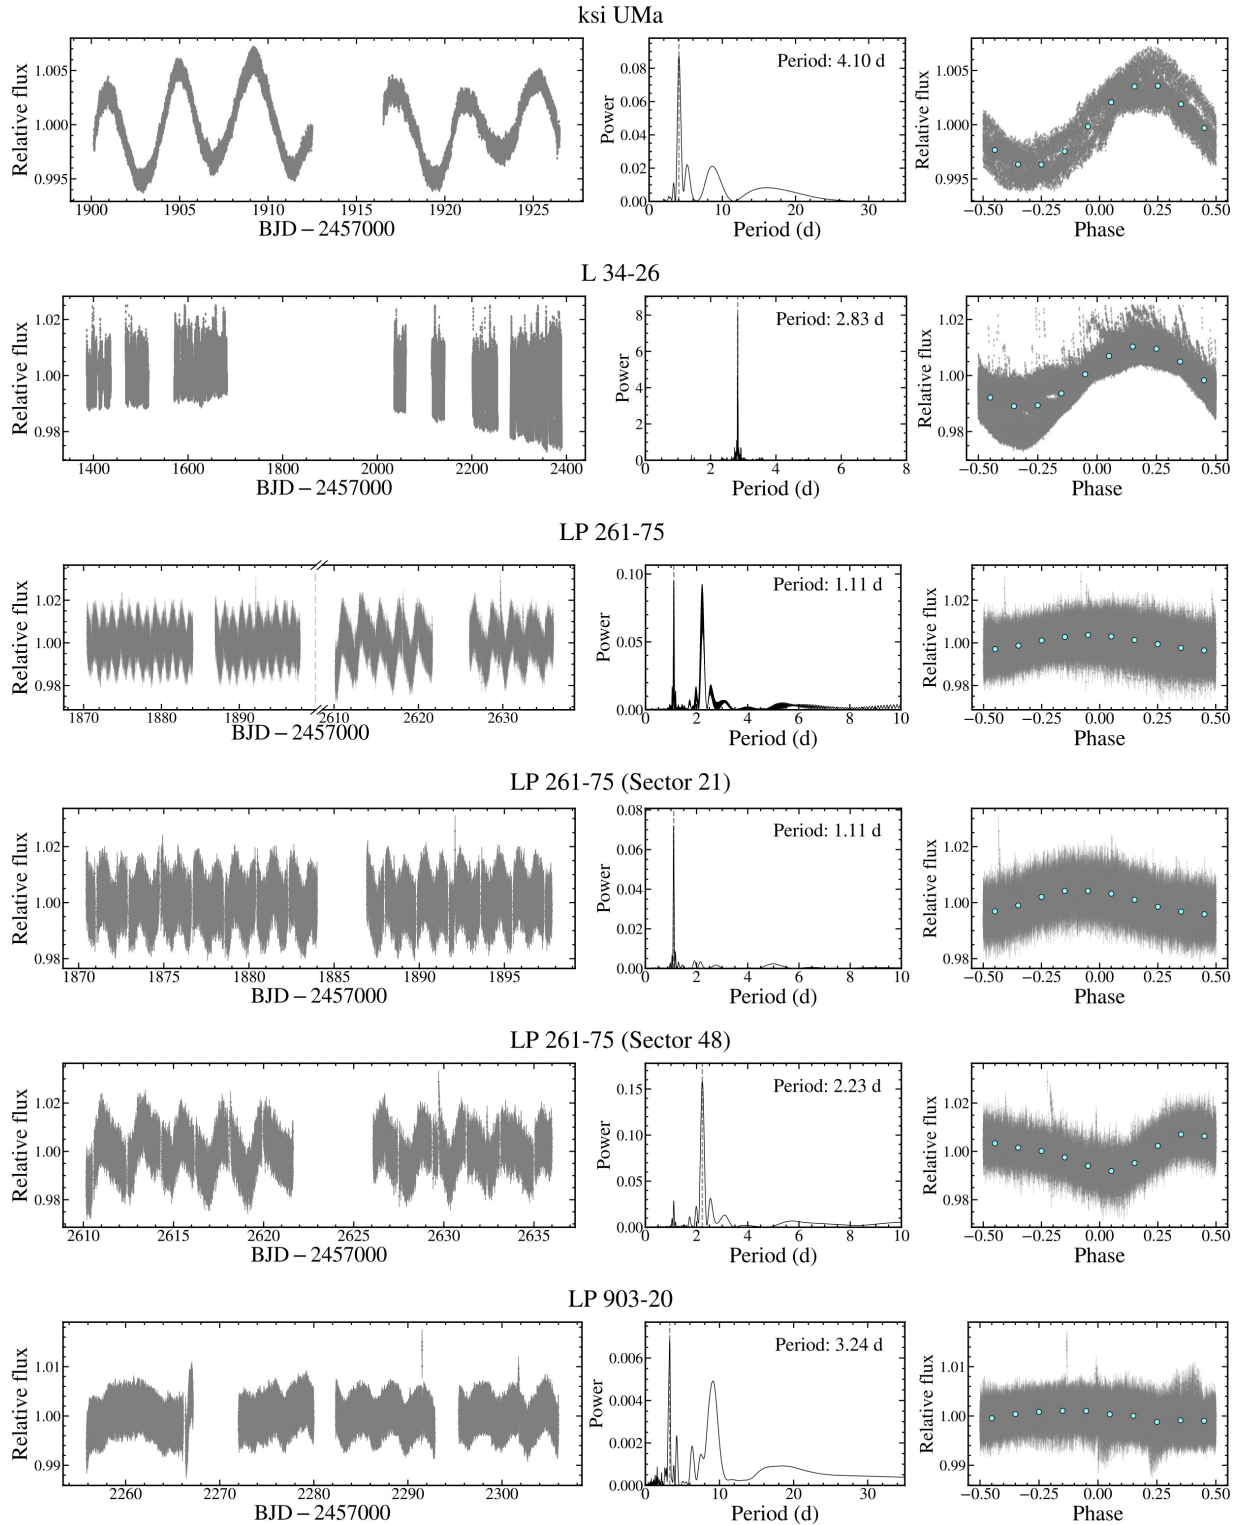 ksi UMa
Relative flux
1.005
1.000
0.995
1900 1905 1910 1915 1920 1925
BJD − 2457000
Power
0.08
0.06
0.04
0.02
0.00
Period: 4.10 d
0 10 20 30
Period (d)
Relative flux
1.005
1.000
0.995
−0.50 −0.25 0.00 0.25 0.50
Phase
L 34-26
Relative flux
1.02
1.00
0.98
1400 1600 1800 2000 2200 2400
BJD − 2457000
Power
8
6
4
2
0
Period: 2.83 d
0 2 4 6 8
Period (d)
Relative flux
1.02
1.00
0.98
−0.50 −0.25 0.00 0.25 0.50
Phase
LP 261-75
Relative flux
1.02
1.00
0.98
1870 1880 1890 2610 2620 2630
BJD − 2457000
Power
0.10
0.05
0.00
Period: 1.11 d
0 2 4 6 8 10
Period (d)
Relative flux
1.02
1.00
0.98
−0.50 −0.25 0.00 0.25 0.50
Phase
LP 261-75 (Sector 21)
Relative flux
1.02
1.00
0.98
1870 1875 1880 1885 1890 1895
BJD − 2457000
Power
0.08
0.06
0.04
0.02
0.00
Period: 1.11 d
0 2 4 6 8 10
Period (d)
Relative flux
1.02
1.00
0.98
−0.50 −0.25 0.00 0.25 0.50
Phase
LP 261-75 (Sector 48)
Relative flux
1.02
1.00
0.98
2610 2615 2620 2625 2630 2635
BJD − 2457000
Power
0.15
0.10
0.05
0.00
Period: 2.23 d
0 2 4 6 8 10
Period (d)
Relative flux
1.02
1.00
0.98
−0.50 −0.25 0.00 0.25 0.50
Phase
LP 903-20
Relative flux
1.01
1.00
0.99
2260 2270 2280 2290 2300
BJD − 2457000
Power
0.006
0.004
0.002
0.000
Period: 3.24 d
0 10 20 30
Period (d)
Relative flux
1.01
1.00
0.99
−0.50 −0.25 0.00 0.25 0.50
Phase